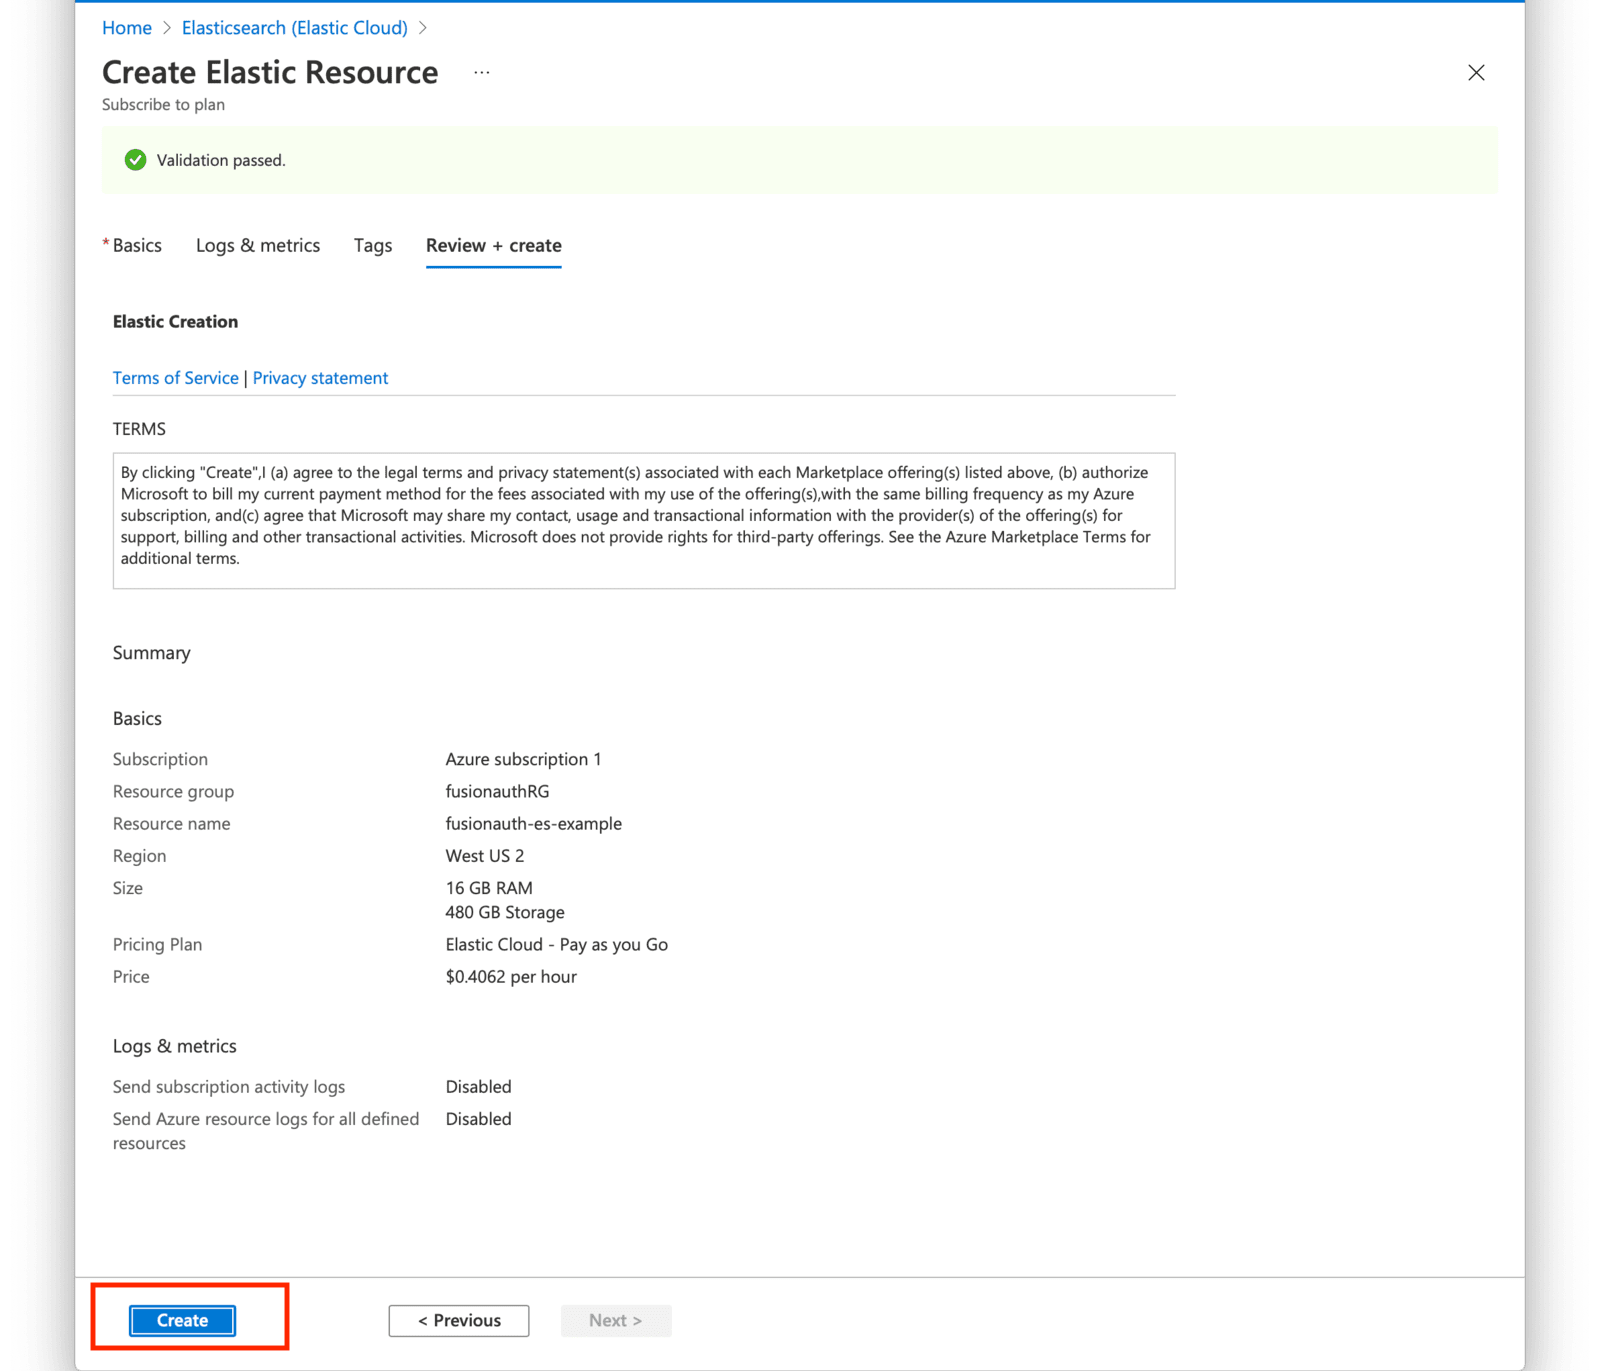 Home > Elasticsearch (Elastic Cloud) >
Create Elastic Resource ...
Subscribe to plan
Validation passed.
* Basics Logs & metrics Tags Review + create
Elastic Creation
Terms of Service | Privacy statement
TERMS
By clicking "Create",I (a) agree to the legal terms and privacy statement(s) associated with each Marketplace offering(s) listed above, (b) authorize
Microsoft to bill my current payment method for the fees associated with my use of the offering(s),with the same billing frequency as my Azure
subscription, and(c) agree that Microsoft may share my contact, usage and transactional information with the provider(s) of the offering(s) for
support, billing and other transactional activities. Microsoft does not provide rights for third-party offerings. See the Azure Marketplace Terms for
additional terms.
Summary
Basics
Subscription Azure subscription 1
Resource group fusionauthRG
Resource name fusionauth-es-example
Region West US 2
Size 16 GB RAM
480 GB Storage
Pricing Plan Elastic Cloud - Pay as you Go
Price $0.4062 per hour
Logs & metrics
Send subscription activity logs Disabled
Send Azure resource logs for all defined Disabled
resources
Create < Previous Next >